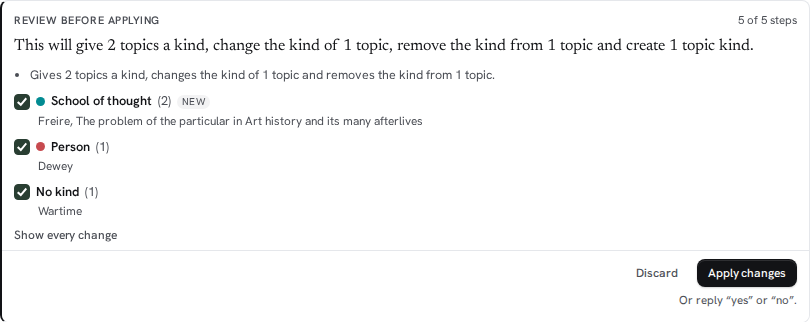 REVIEW BEFORE APPLYING
5 of 5 steps
This will give 2 topics a kind, change the kind of 1 topic, remove the kind from 1 topic and create 1 topic kind.
• Gives 2 topics a kind, changes the kind of 1 topic and removes the kind from 1 topic.
School of thought (2) NEW
Freire, The problem of the particular in Art history and its many afterlives
Person (1)
Dewey
No kind (1)
Wartime
Show every change
Discard
Apply changes
Or reply “yes” or “no”.